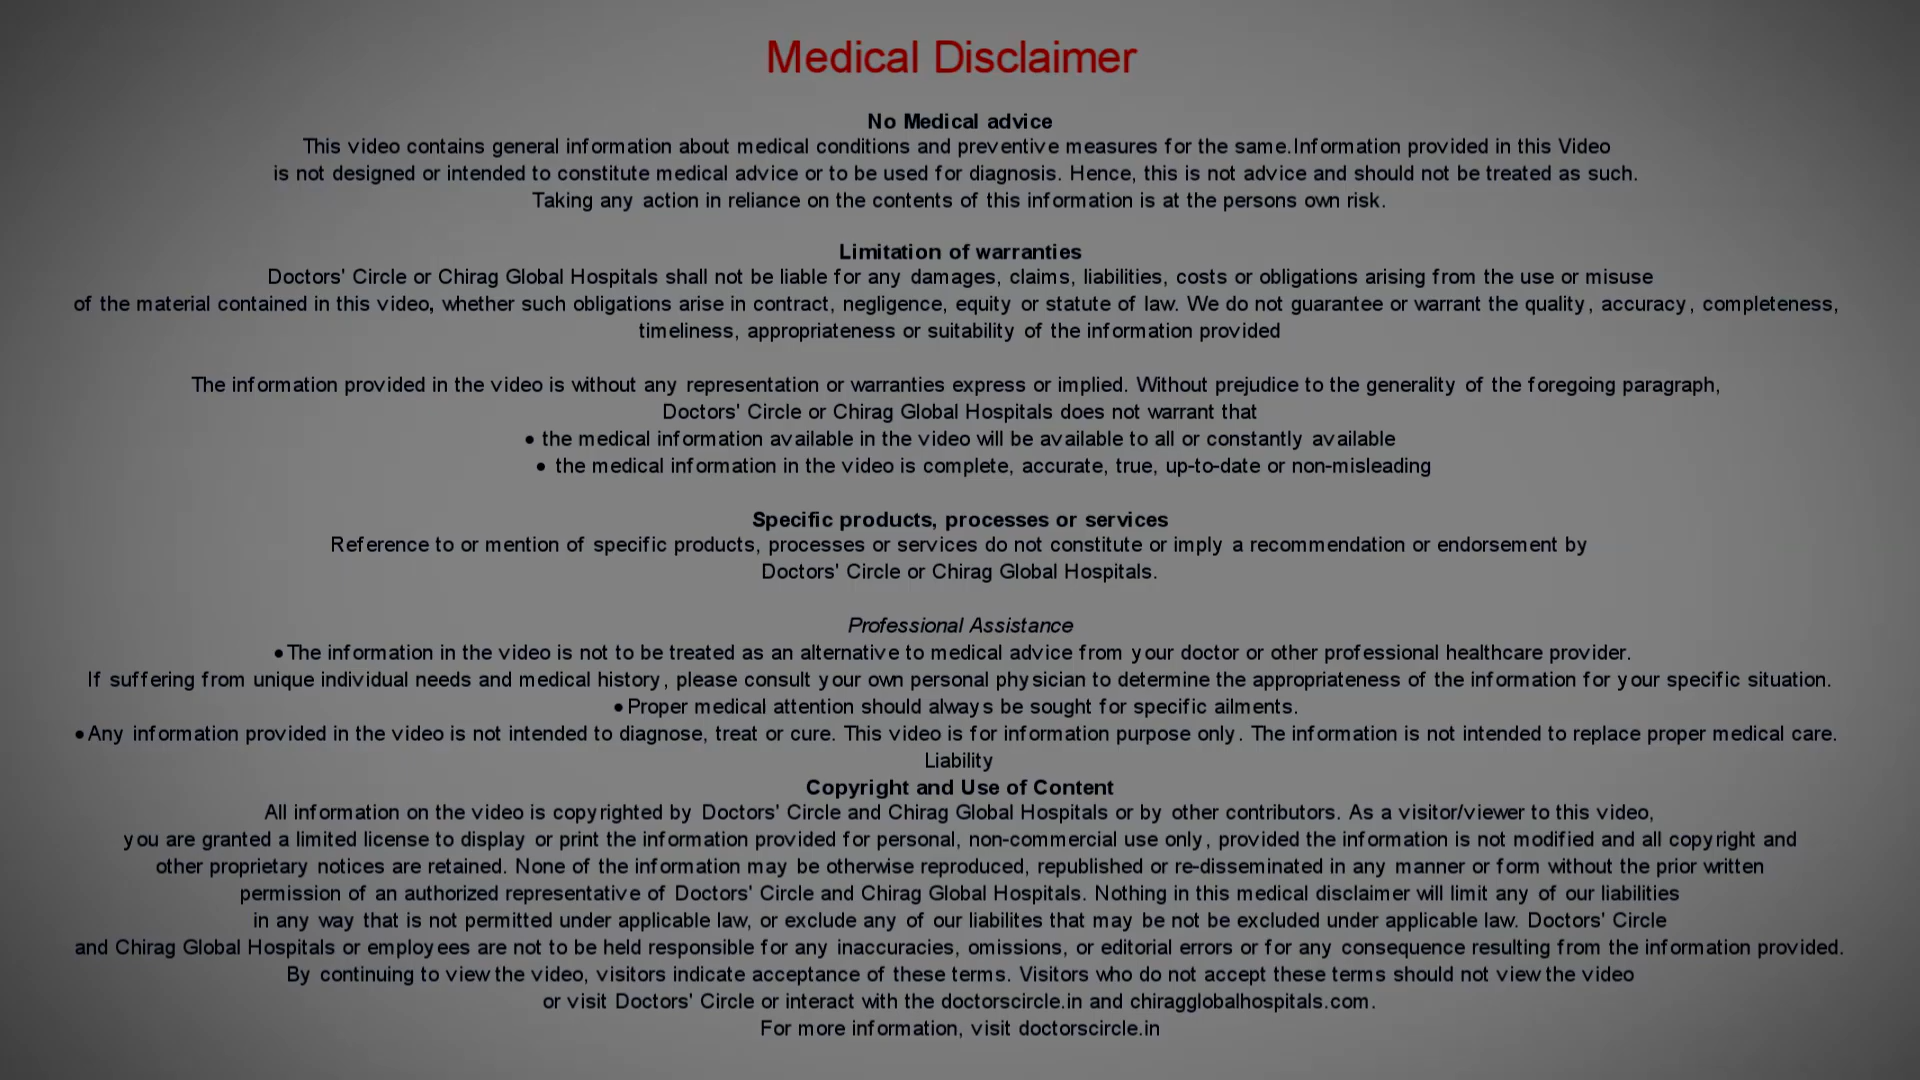 Medical Disclaimer
No Medical advice
This video contains general information about medical conditions and preventive measures for the same.Information provided in this Video
is not designed or intended to constitute medical advice or to be used for diagnosis. Hence, this is not advice and should not be treated as such.
Taking any action in reliance on the contents of this information is at the persons own risk.
Limitation of warranties
Doctors' Circle or Chirag Global Hospitals shall not be liable for any damages, claims, liabilities, costs or obligations arising from the use or misuse
of the material contained in this video, whether such obligations arise in contract, negligence, equity or statute of law. We do not guarantee or warrant the quality, accuracy, completeness,
timeliness, appropriateness or suitability of the information provided
The information provided in the video is without any representation or warranties express or implied. Without prejudice to the generality of the foregoing paragraph,
Doctors' Circle or Chirag Global Hospitals does not warrant that
• the medical information available in the video will be available to all or constantly available
• the medical information in the video is complete, accurate, true, up-to-date or non-misleading
Specific products, processes or services
Reference to or mention of specific products, processes or services do not constitute or imply a recommendation or endorsement by
Doctors' Circle or Chirag Global Hospitals.
Professional Assistance
•The information in the video is not to be treated as an alternative to medical advice from your doctor or other professional healthcare provider.
If suffering from unique individual needs and medical history, please consult your own personal physician to determine the appropriateness of the information for your specific situation.
•Proper medical attention should always be sought for specific ailments.
•Any information provided in the video is not intended to diagnose, treat or cure. This video is for information purpose only. The information is not intended to replace proper medical care.
Liability
Copyright and Use of Content
All information on the video is copyrighted by Doctors' Circle and Chirag Global Hospitals or by other contributors. As a visitor/viewer to this video,
you are granted a limited license to display or print the information provided for personal, non-commercial use only, provided the information is not modified and all copyright and
other proprietary notices are retained. None of the information may be otherwise reproduced, republished or re-disseminated in any manner or form without the prior written
permission of an authorized representative of Doctors' Circle and Chirag Global Hospitals. Nothing in this medical disclaimer will limit any of our liabilities
in any way that is not permitted under applicable law, or exclude any of our liabilites that may be not be excluded under applicable law. Doctors' Circle
and Chirag Global Hospitals or employees are not to be held responsible for any inaccuracies, omissions, or editorial errors or for any consequence resulting from the information provided.
By continuing to view the video, visitors indicate acceptance of these terms. Visitors who do not accept these terms should not view the video
or visit Doctors' Circle or interact with the doctorscircle.in and chiragglobalhospitals.com.
For more information, visit doctorscircle.in